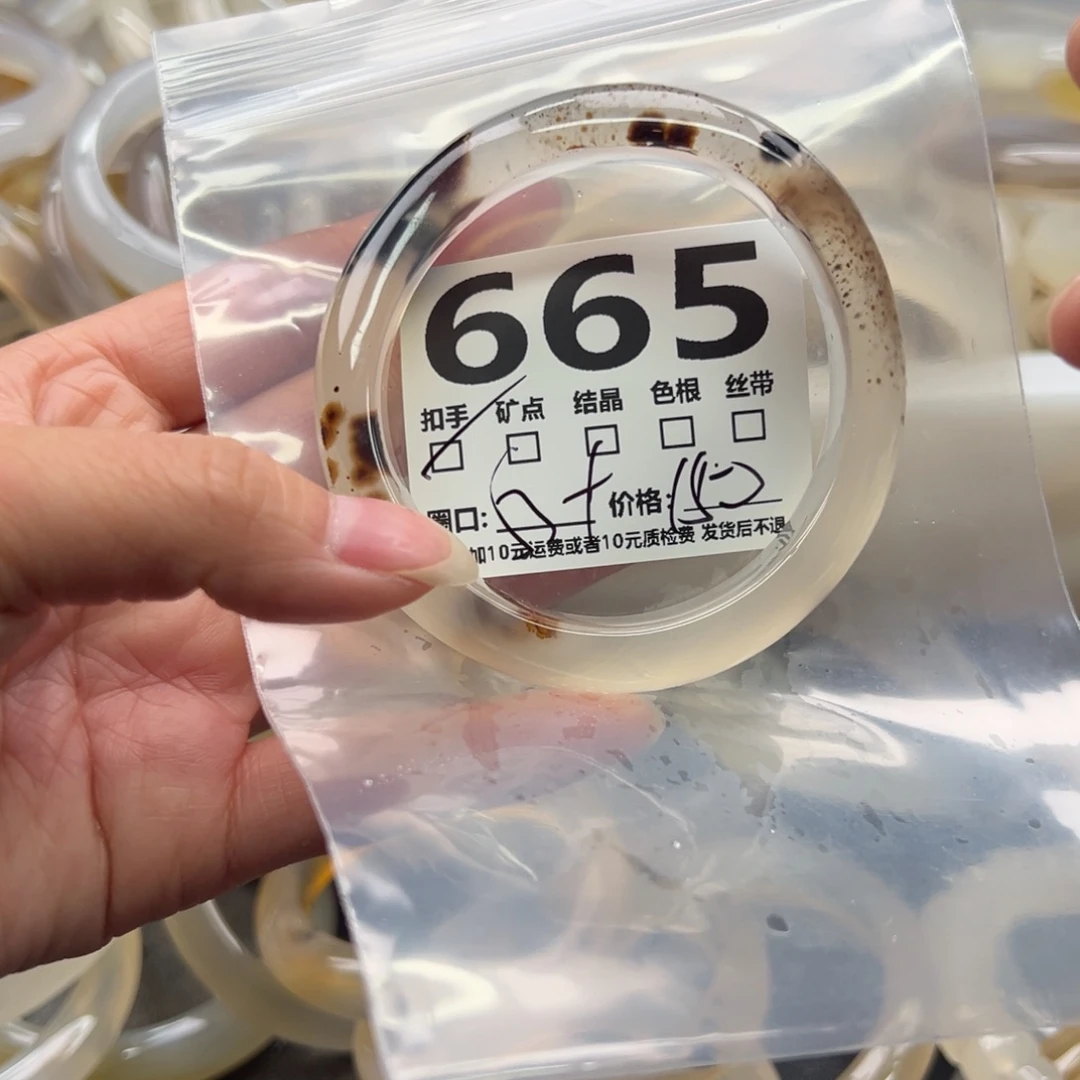 665
扣手 矿点 结晶 色根 丝带
圈口: 价格:
加10元运费或者10元质检费 发货后不退